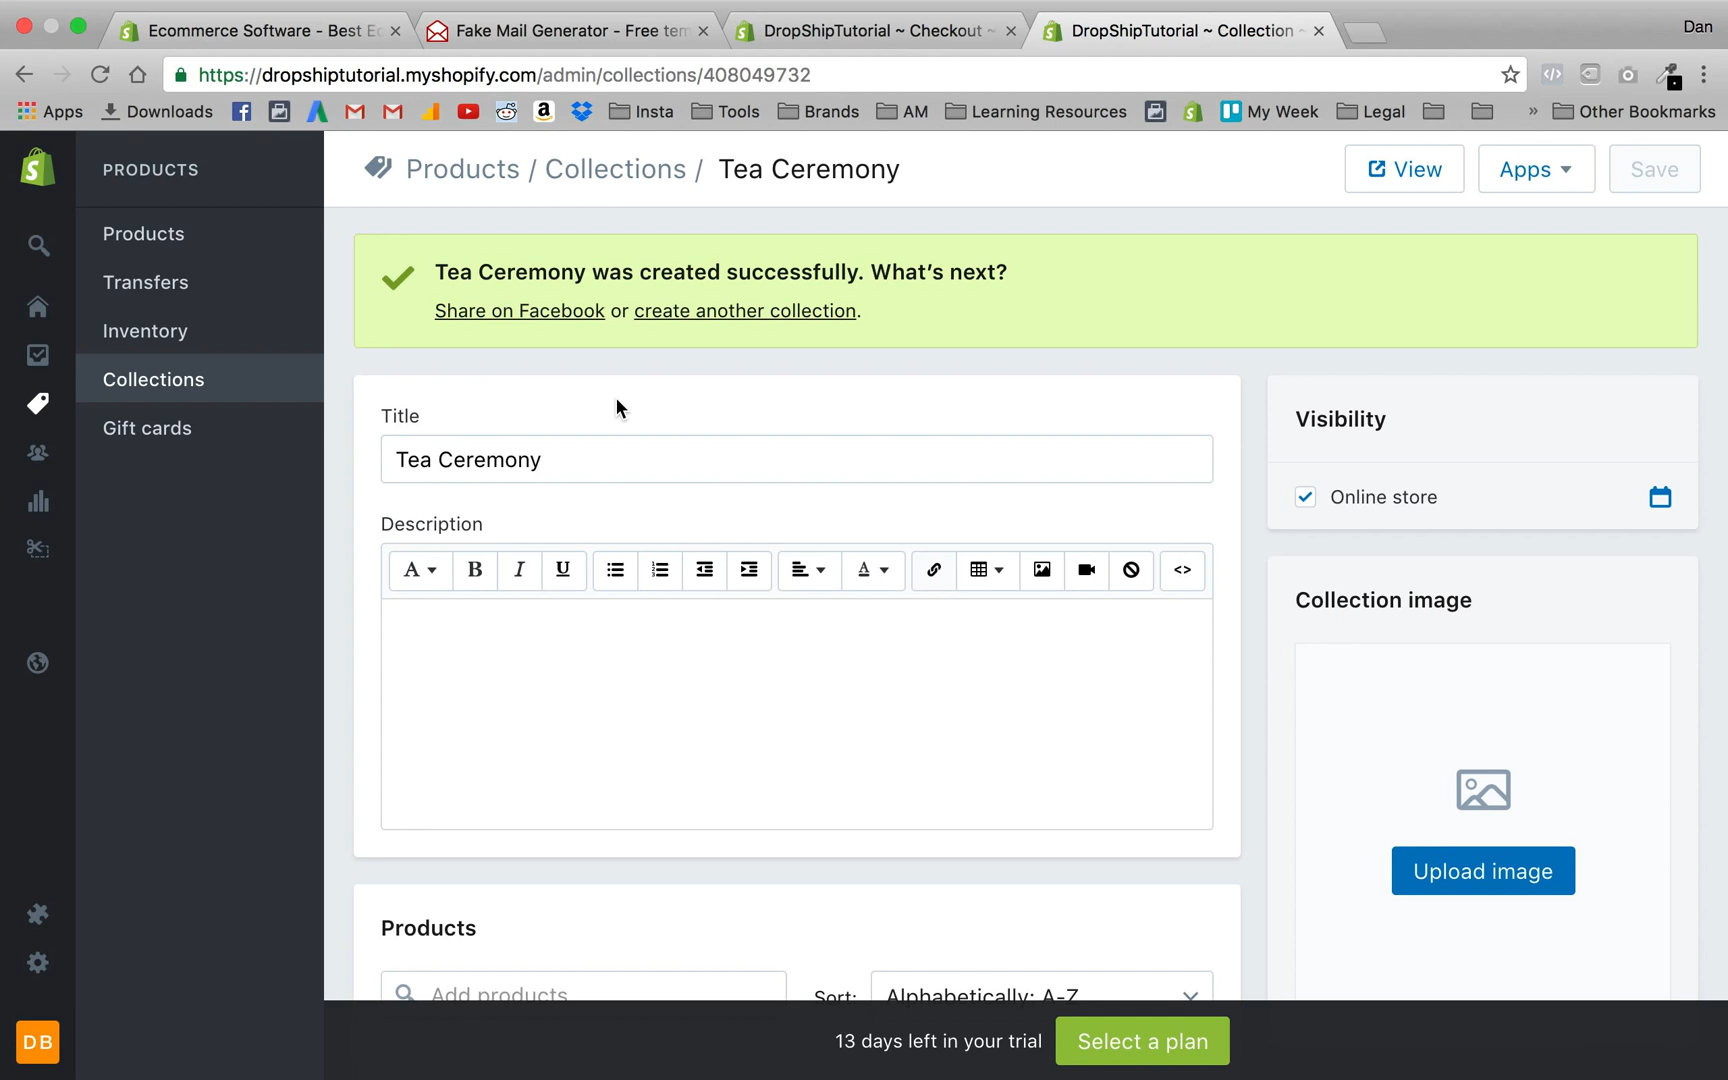 Ecommerce Software - Best Ec
Fake Mail Generator - Free tem
DropShipTutorial ~ Checkout ~
DropShipTutorial ~ Collection ~
Dan
https://dropshiptutorial.myshopify.com/admin/collections/408049732
Apps
Downloads
Insta
Tools
Brands
AM
Learning Resources
My Week
Legal
»
Other Bookmarks
PRODUCTS
Products / Collections / Tea Ceremony
View
Apps
Save
Products
Transfers
Inventory
Collections
Gift cards
Tea Ceremony was created successfully. What's next?
Share on Facebook or create another collection.
Title
Tea Ceremony
Description
A B I U A <>
Visibility
Online store
Collection image
Upload image
Products
Add products
Sort:
Alphabetically: A-Z
DB
13 days left in your trial
Select a plan